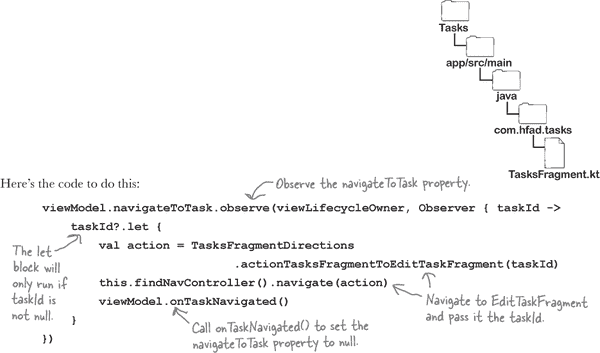 Tasks
app/src/main
java
com.hfad.tasks
TasksFragment.kt
Here's the code to do this:
Observe the navigateToTask property.
viewModel.navigateToTask.observe(viewLifecycleOwner, Observer { taskId ->
taskId?.let {
The let
block will
only run if
taskId is
not null.
val action = TasksFragmentDirections
.actionTasksFragmentToEditTaskFragment(taskId)
this.findNavController().navigate(action)
viewModel.onTaskNavigated()
Navigate to EditTaskFragment
and pass it the taskId.
}
Call onTaskNavigated() to set the
navigateToTask property to null.
})